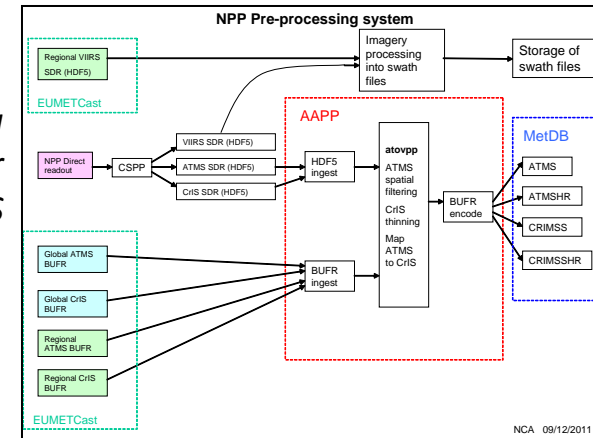 NPP Pre-processing system
Regional VIIRS
SDR (HDF5)
EUMETCast
Imagery
processing
into swath
files
Storage of
swath files
AAPP
MetDB
NPP Direct
readout
CSPP
VIIRS SDR (HDF5)
ATMS SDR (HDF5)
CrIS SDR (HDF5)
HDF5
ingest
atovpp
ATMS
spatial
filtering
CrIS
thinning
Map
ATMS
to CrIS
BUFR
encode
ATMS
ATMSHR
CRIMSS
CRIMSSHR
Global ATMS
BUFR
Global CrIS
BUFR
Regional
ATMS BUFR
Regional CrIS
BUFR
BUFR
ingest
EUMETCast
NCA 09/12/2011